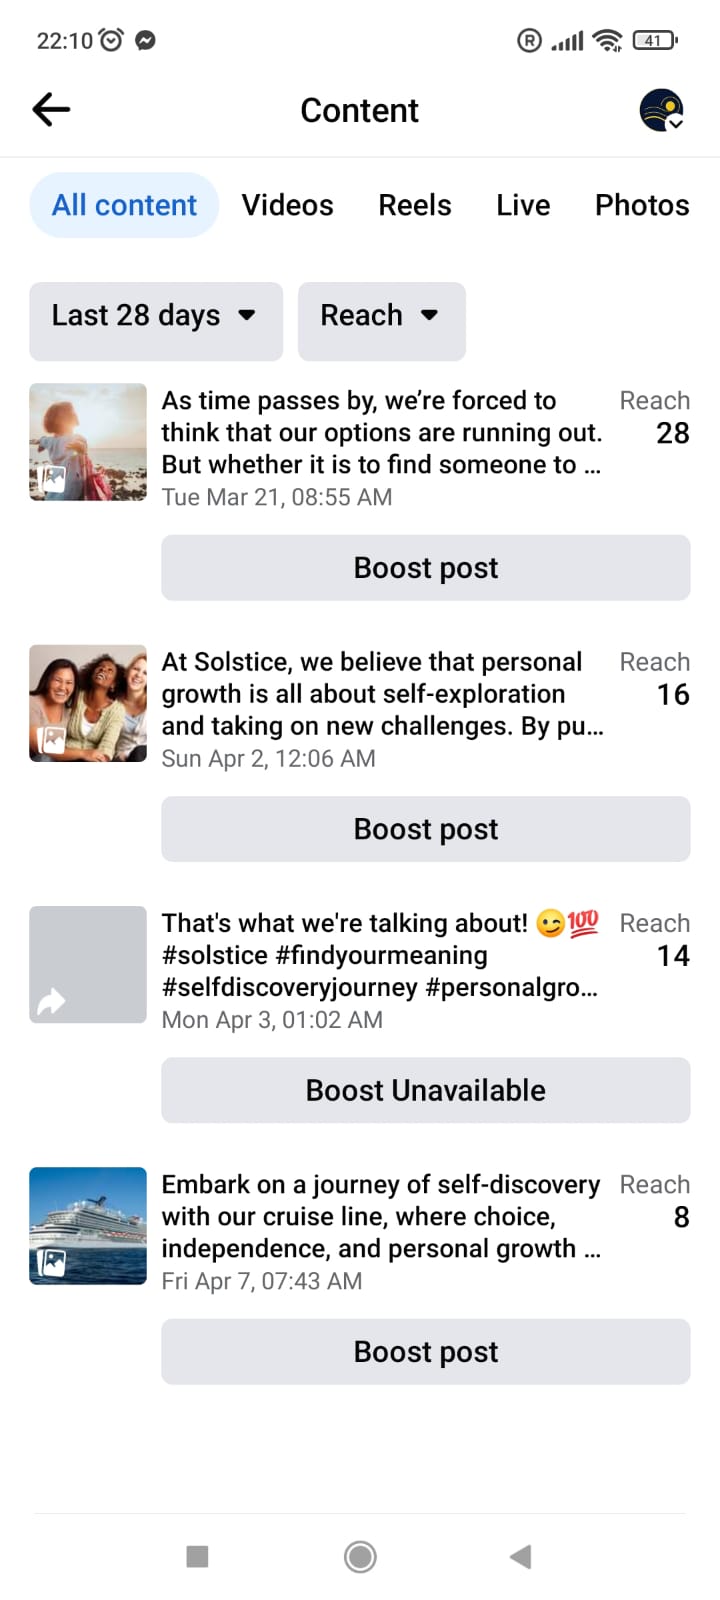 22:10
R
41
Content
All content Videos Reels Live Photos
Last 28 days Reach
As time passes by, we’re forced to
think that our options are running out.
But whether it is to find someone to ...
Tue Mar 21, 08:55 AM
Reach
28
Boost post
At Solstice, we believe that personal
growth is all about self-exploration
and taking on new challenges. By pu...
Sun Apr 2, 12:06 AM
Reach
16
Boost post
That's what we're talking about! 😉💯
#solstice #findyourmeaning
#selfdiscoveryjourney #personalgro...
Mon Apr 3, 01:02 AM
Reach
14
Boost Unavailable
Embark on a journey of self-discovery
with our cruise line, where choice,
independence, and personal growth ...
Fri Apr 7, 07:43 AM
Reach
8
Boost post